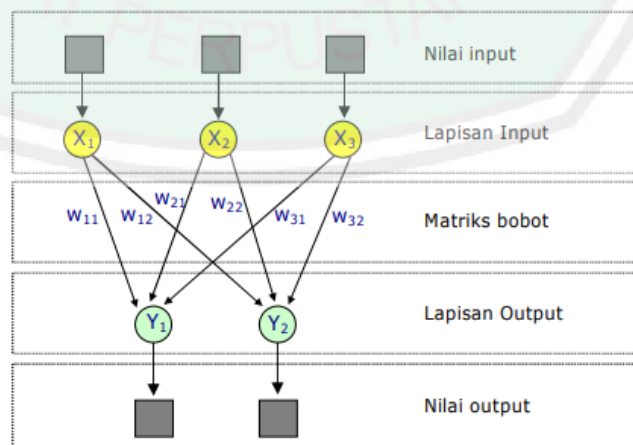 I PERPUSTA
Nilai input
X₁ X₂ X₃ Lapisan Input
w₁₁ w₁₂ w₂₁ w₂₂ w₃₁ w₃₂ Matriks bobot
Y₁ Y₂ Lapisan Output
Nilai output